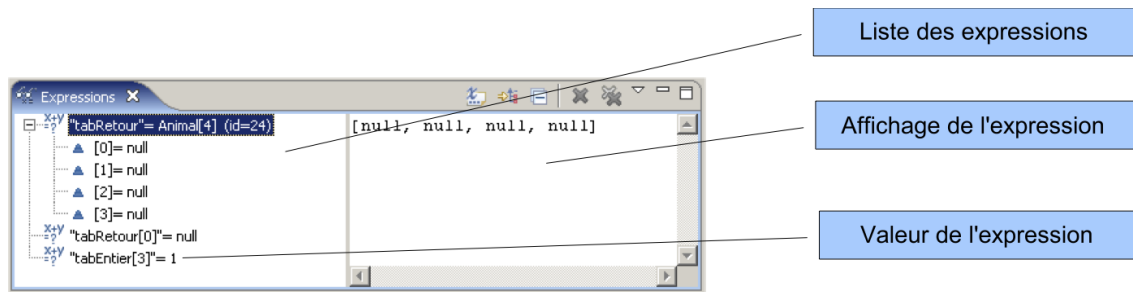 Liste des expressions
Expressions
"tabRetour"= Animal[4] (id=24)
[0]= null
[1]= null
[2]= null
[3]= null
"tabRetour[0]"= null
"tabEntier[3]"= 1
[null, null, null, null]
Affichage de l'expression
Valeur de l'expression